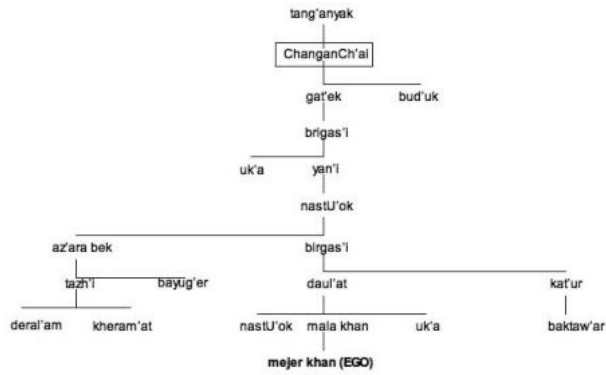 tang'anyak
ChanganCh'ai
gat'ek bud'uk
brigas'i
uk'a yan'i
nastU'ok
az'ara bek birgas'i
tazh'i bayug'er daul'at kat'ur
deral'am kheram'at nastU'ok mala khan uk'a baktaw'ar
mejer khan (EGO)